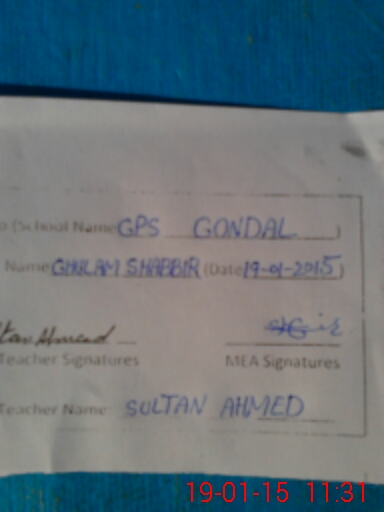 (School Name GPS GONDAL )
Name GHULAM SHABBIR (Date 19-01-2015)
Ahmed
Teacher Signatures MEA Signatures
Teacher Name SULTAN AHMED
19-01-15 11:31